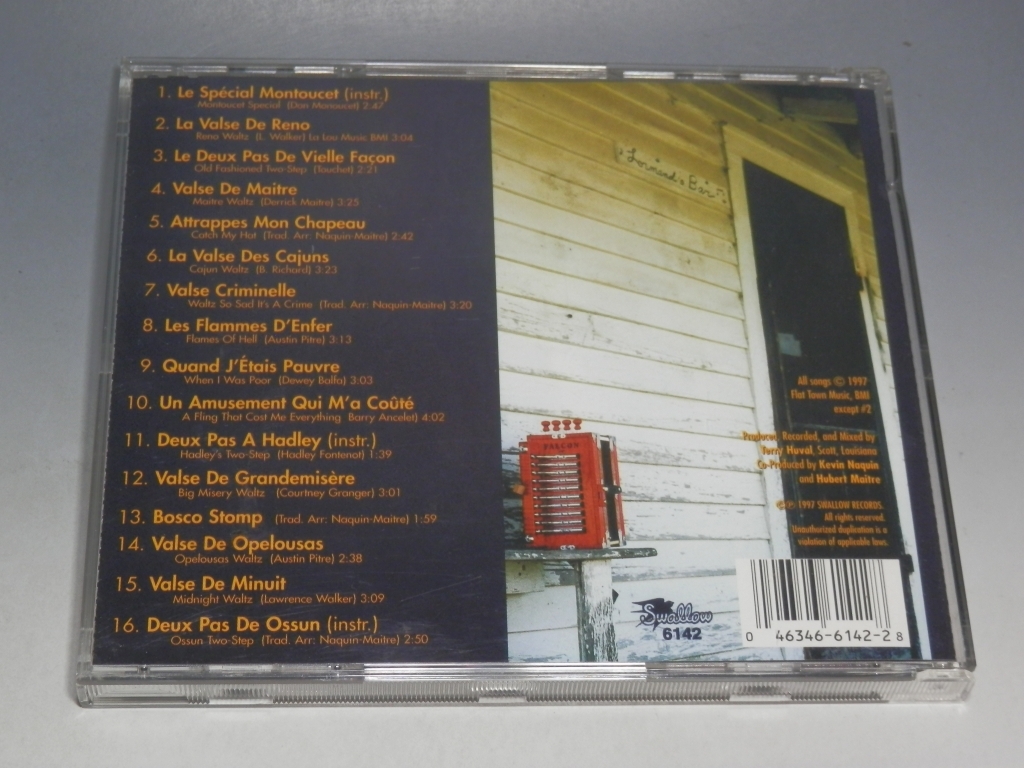 1. Le Spécial Montoucet (instr.)
Montoucet Special (Don Montoucet) 2:47
2. La Valse De Reno
Reno Waltz (L. Walker) La Lou Music BMI 3:04
3. Le Deux Pas De Vielle Façon
Old Fashioned Two Step (Touchet) 2:21
4. Valse De Maitre
Maitre Waltz (Derrick Maitre) 3:25
5. Attrappes Mon Chapeau
Catch My Hat (Trad. Arr: Naquin-Maitre) 2:42
6. La Valse Des Cajuns
Cajun Waltz (B. Richard) 3:23
7. Valse Criminelle
Waltz So Sad It's A Crime (Trad. Arr: Naquin-Maitre) 3:20
8. Les Flammes D'Enfer
Flames Of Hell (Austin Pitre) 3:13
9. Quand J'Étais Pauvre
When I Was Poor (Dewey Balfa) 3:03
10. Un Amusement Qui M'a Coûté
A Fling That Cost Me Everything Barry Ancelet) 4:02
11. Deux Pas A Hadley (instr.)
Hadley's Two-Step (Hadley Fontenot) 1:39
12. Valse De Grandemisère
Big Misery Waltz (Courtney Granger) 3:01
13. Bosco Stomp (Trad. Arr: Naquin-Maitre) 1:59
14. Valse De Opelousas
Opelousas Waltz (Austin Pitre) 2:38
15. Valse De Minuit
Midnight Waltz (Lawrence Walker) 3:09
16. Deux Pas De Ossun (instr.)
Ossun Two-Step (Trad. Arr: Naquin-Maitre) 2:50
Bar
FALCON
All songs © 1997
Flat Town Music, BMI
except #2
Produced, Recorded, and Mixed by
Terry Huval, Scott, Louisiana
Co-Produced by Kevin Naquin
and Hubert Maitre
©℗ 1997 SWALLOW RECORDS.
All rights reserved.
Unauthorized duplication is a
violation of applicable laws.
Swallow
6142
0 46346-6142-2 8